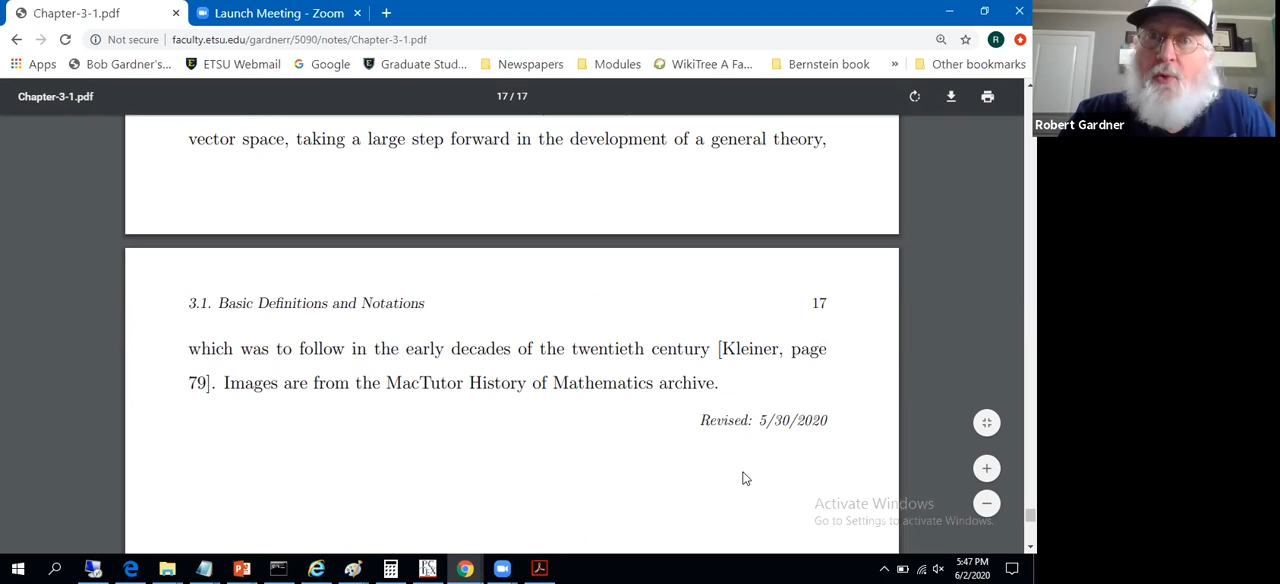 Chapter-3-1.pdf
Launch Meeting - Zoom
Not secure
faculty.etsu.edu/gardnerr/5090/notes/Chapter-3-1.pdf
R
Apps
Bob Gardner's...
ETSU Webmail
Google
Graduate Stud...
Newspapers
Modules
WikiTree A Fa...
Bernstein book
»
Other bookmarks
Chapter-3-1.pdf
17 / 17
Robert Gardner
vector space, taking a large step forward in the development of a general theory,
3.1. Basic Definitions and Notations 17
which was to follow in the early decades of the twentieth century [Kleiner, page
79]. Images are from the MacTutor History of Mathematics archive.
Revised: 5/30/2020
Activate Windows
Go to Settings to activate Windows.
5:47 PM
6/2/2020